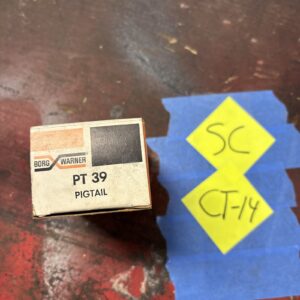 BORG WARNER
PT 39
PIGTAIL
SC
CT-14